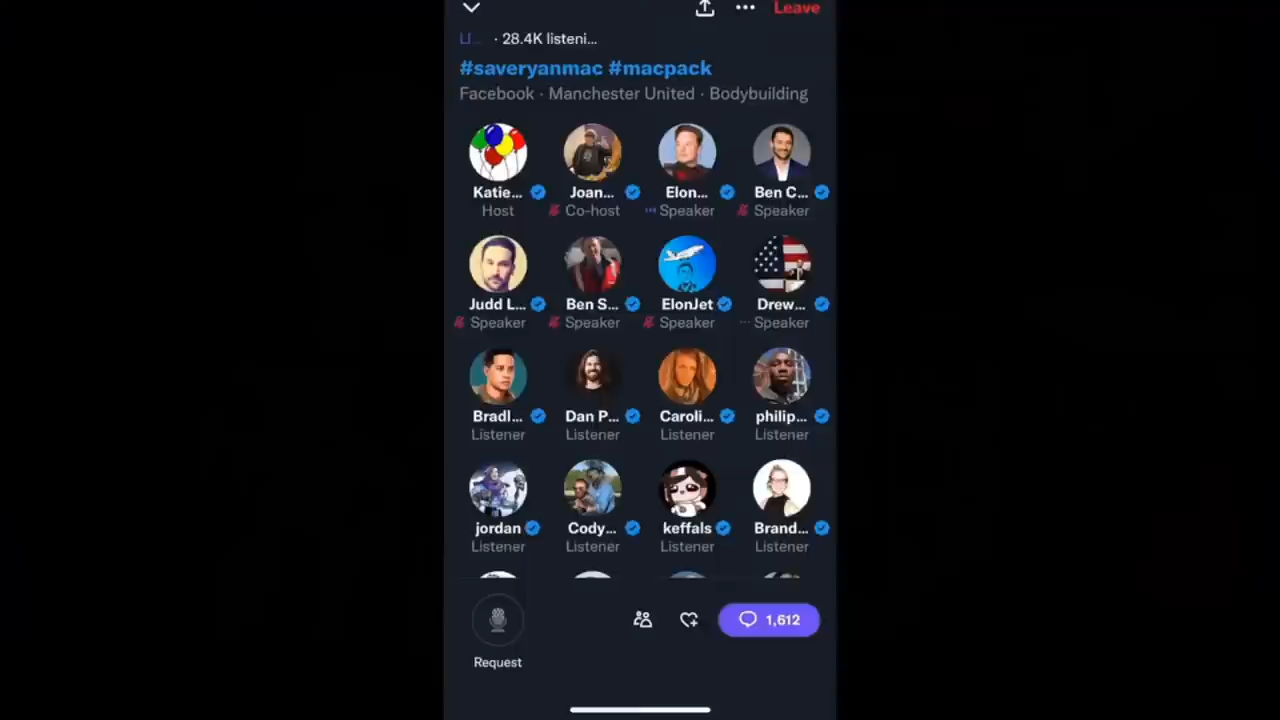 Leave
LI... · 28.4K listeni...
#saveryanmac #macpack
Facebook · Manchester United · Bodybuilding
Katie... Joan... Elon... Ben C...
Host Co-host Speaker Speaker
Judd L... Ben S... ElonJet Drew...
Speaker Speaker Speaker Speaker
Bradl... Dan P... Caroli... philip...
Listener Listener Listener Listener
jordan Cody... keffals Brand...
Listener Listener Listener Listener
1,612
Request